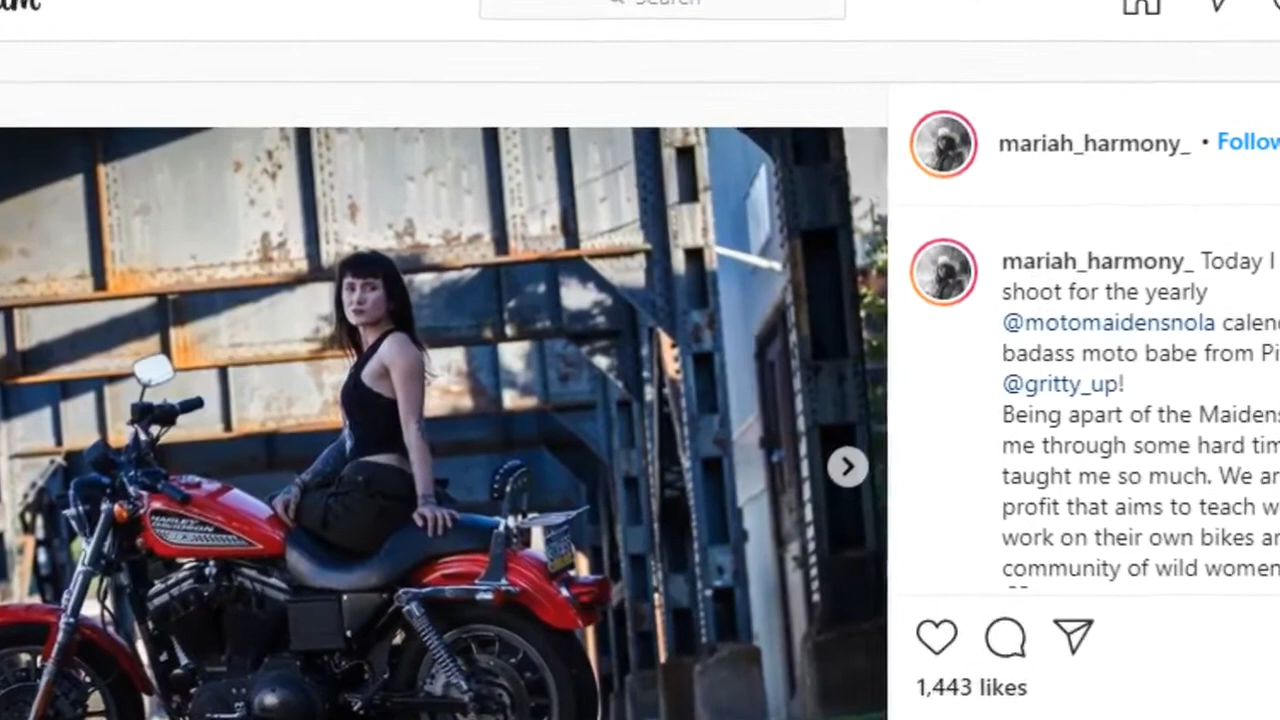 Search
mariah_harmony_ • Follow
mariah_harmony_ Today I
shoot for the yearly
@motomaidensnola
badass moto babe from
@gritty_up!
Being apart of the
me through some hard
taught me so much. We
profit that aims to teach
work on their own bikes
community of wild women
1,443 likes
HARLEY-
DAVIDSON